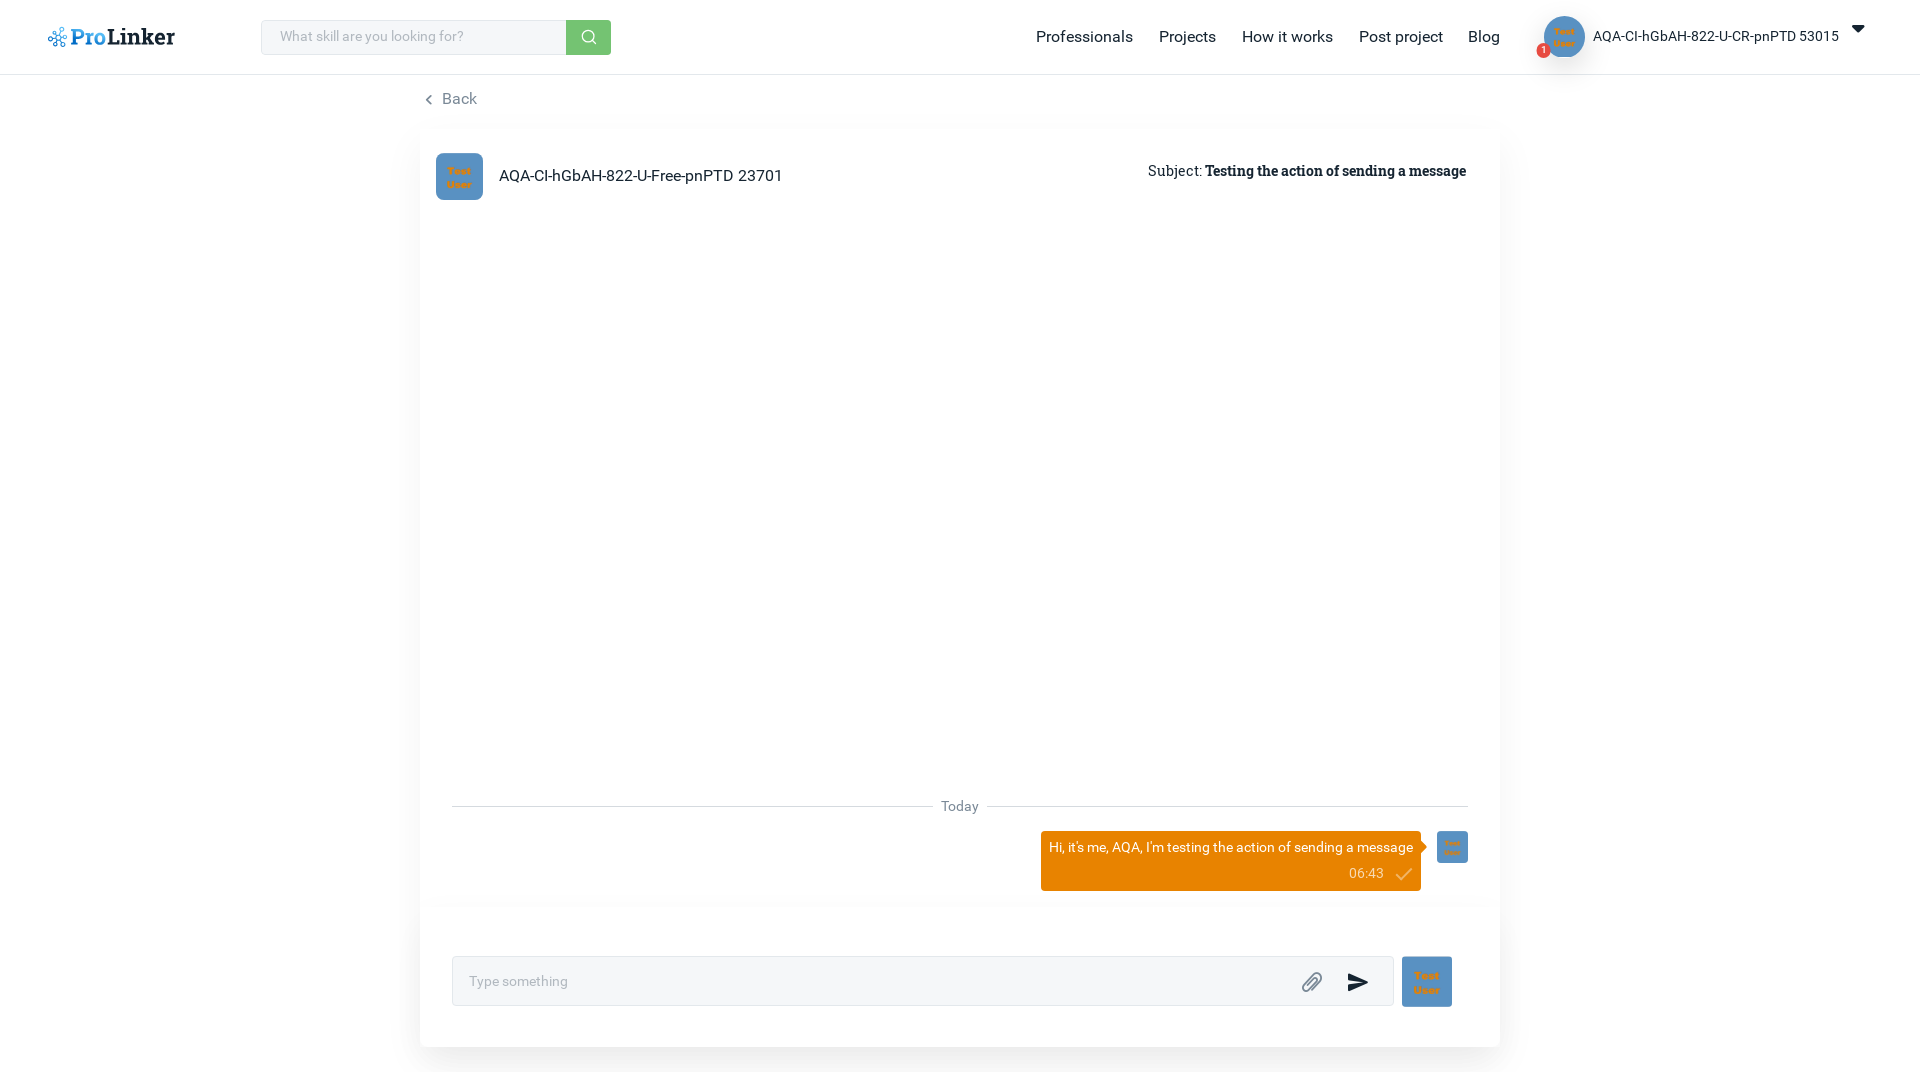 ProLinker
What skill are you looking for?
Professionals
Projects
How it works
Post project
Blog
Test
User
1
AQA-CI-hGbAH-822-U-CR-pnPTD 53015
Back
Test
User
AQA-CI-hGbAH-822-U-Free-pnPTD 23701
Subject: Testing the action of sending a message
Today
Hi, it's me, AQA, I'm testing the action of sending a message
06:43
Test
User
Type something
Test
User